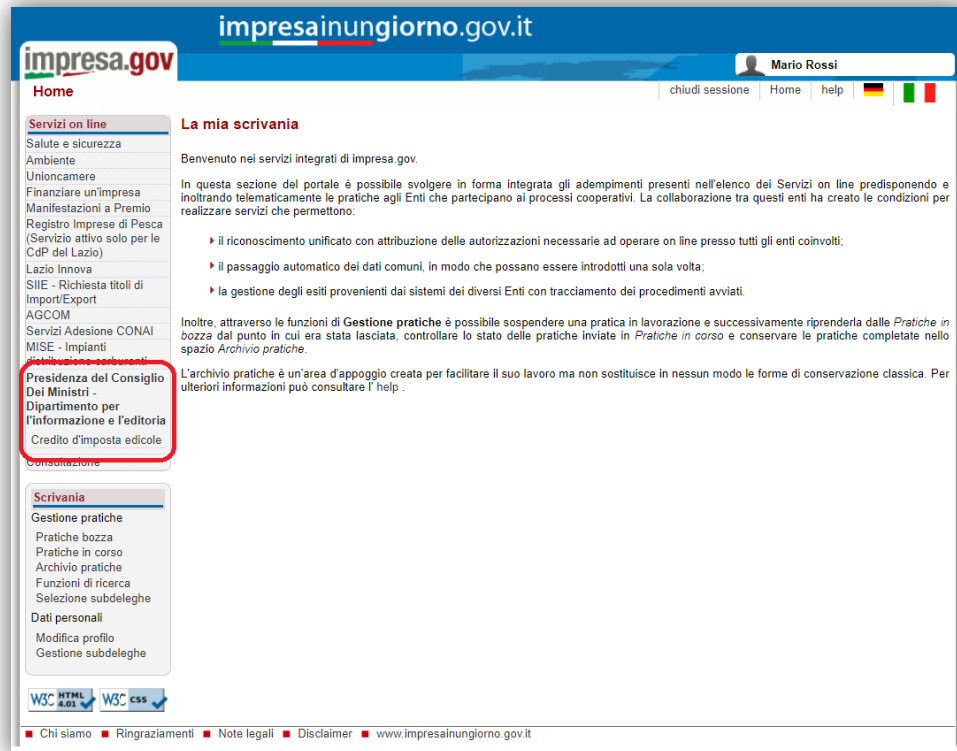 impresainungiorno.gov.it
impresa.gov
Mario Rossi
Home
chiudi sessione Home help
Servizi on line
Salute e sicurezza
Ambiente
Unioncamere
Finanziare un'impresa
Manifestazioni a Premio
Registro Imprese di Pesca
(Servizio attivo solo per le
CdP del Lazio)
Lazio Innova
SIIE - Richiesta titoli di
Import/Export
AGCOM
Servizi Adesione CONAI
MISE - Impianti
distribuzione carburanti
Presidenza del Consiglio
Dei Ministri -
Dipartimento per
l'informazione e l'editoria
Credito d'imposta edicole
Consultazione
Scrivania
Gestione pratiche
Pratiche bozza
Pratiche in corso
Archivio pratiche
Funzioni di ricerca
Selezione subdeleghe
Dati personali
Modifica profilo
Gestione subdeleghe
W3C HTML 4.01 W3C css
La mia scrivania
Benvenuto nei servizi integrati di impresa.gov.
In questa sezione del portale è possibile svolgere in forma integrata gli adempimenti presenti nell'elenco dei Servizi on line predisponendo e
inoltrando telematicamente le pratiche agli Enti che partecipano ai processi cooperativi. La collaborazione tra questi enti ha creato le condizioni per
realizzare servizi che permettono:
il riconoscimento unificato con attribuzione delle autorizzazioni necessarie ad operare on line presso tutti gli enti coinvolti;
il passaggio automatico dei dati comuni, in modo che possano essere introdotti una sola volta;
la gestione degli esiti provenienti dai sistemi dei diversi Enti con tracciamento dei procedimenti avviati.
Inoltre, attraverso le funzioni di Gestione pratiche è possibile sospendere una pratica in lavorazione e successivamente riprenderla dalle Pratiche in
bozza dal punto in cui era stata lasciata, controllare lo stato delle pratiche inviate in Pratiche in corso e conservare le pratiche completate nello
spazio Archivio pratiche.
L'archivio pratiche è un'area d'appoggio creata per facilitare il suo lavoro ma non sostituisce in nessun modo le forme di conservazione classica. Per
ulteriori informazioni può consultare l' help .
Chi siamo Ringraziamenti Note legali Disclaimer www.impresainungiorno.gov.it